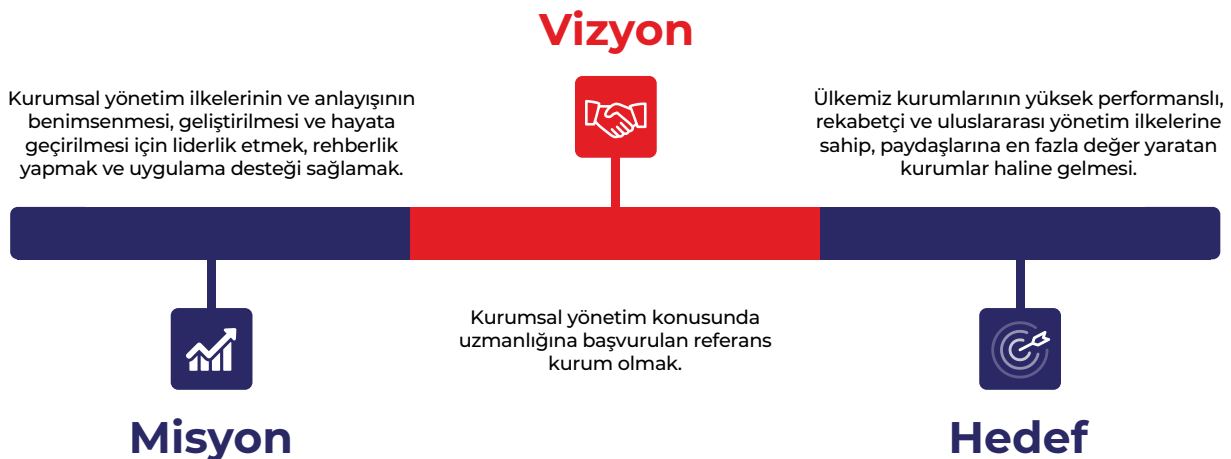 Vizyon
Kurumsal yönetim ilkelerinin ve anlayışının
benimsenmesi, geliştirilmesi ve hayata
geçirilmesi için liderlik etmek, rehberlik
yapmak ve uygulama desteği sağlamak.
Ülkemiz kurumlarının yüksek performanslı,
rekabetçi ve uluslararası yönetim ilkelerine
sahip, paydaşlarına en fazla değer yaratan
kurumlar haline gelmesi.
Kurumsal yönetim konusunda
uzmanlığına başvurulan referans
kurum olmak.
Misyon
Hedef